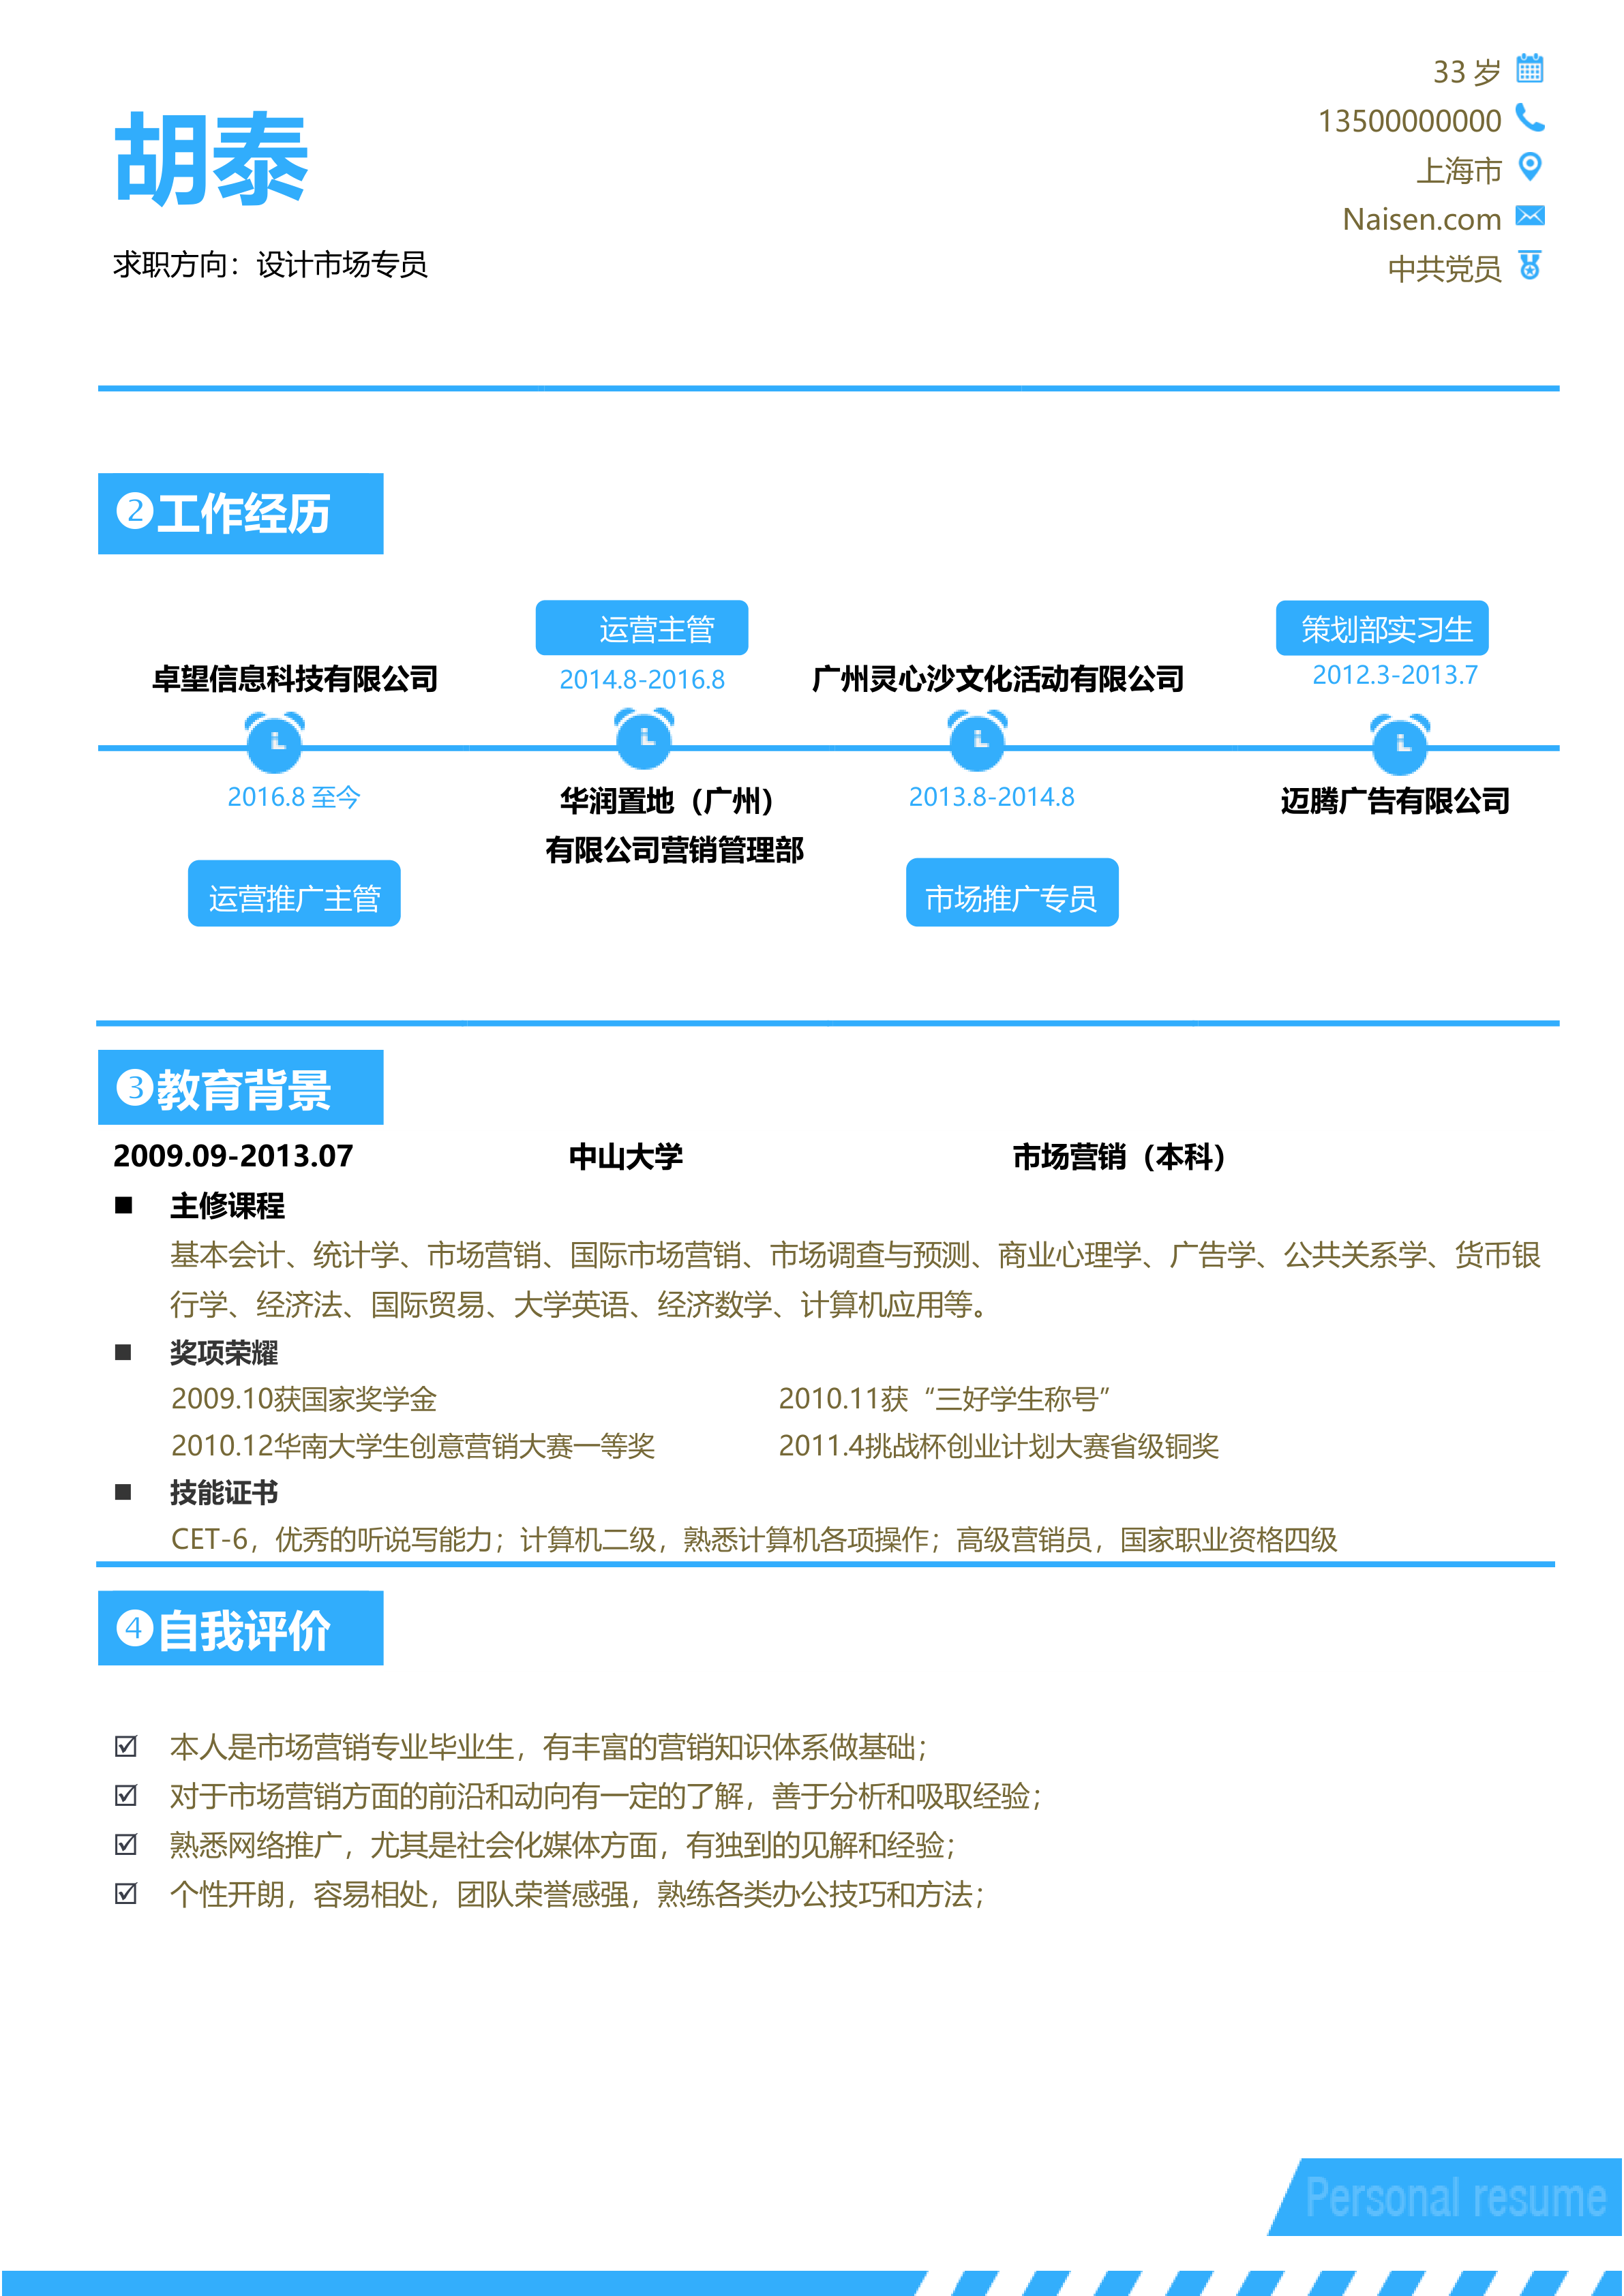 33 岁
13500000000
上海市
Naisen.com
中共党员
胡泰
求职方向：设计市场专员
❷工作经历
运营主管
策划部实习生
卓望信息科技有限公司
2014.8-2016.8
广州灵心沙文化活动有限公司
2012.3-2013.7
2016.8 至今
华润置地（广州）
有限公司营销管理部
2013.8-2014.8
迈腾广告有限公司
运营推广主管
市场推广专员
❸教育背景
2009.09-2013.07 中山大学 市场营销（本科）
■ 主修课程
基本会计、统计学、市场营销、国际市场营销、市场调查与预测、商业心理学、广告学、公共关系学、货币银
行学、经济法、国际贸易、大学英语、经济数学、计算机应用等。
■ 奖项荣耀
2009.10获国家奖学金 2010.11获“三好学生称号”
2010.12华南大学生创意营销大赛一等奖 2011.4挑战杯创业计划大赛省级铜奖
■ 技能证书
CET-6，优秀的听说写能力；计算机二级，熟悉计算机各项操作；高级营销员，国家职业资格四级
❹自我评价
☑ 本人是市场营销专业毕业生，有丰富的营销知识体系做基础；
☑ 对于市场营销方面的前沿和动向有一定的了解，善于分析和吸取经验；
☑ 熟悉网络推广，尤其是社会化媒体方面，有独到的见解和经验；
☑ 个性开朗，容易相处，团队荣誉感强，熟练各类办公技巧和方法；
Personal resume